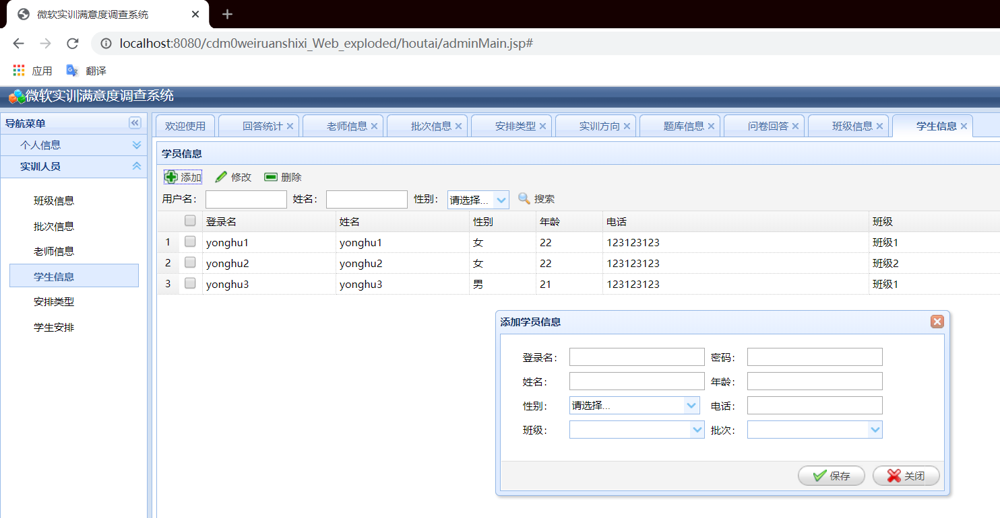 微软实训满意度调查系统
localhost:8080/cdm0weiruanshixi_Web_exploded/houtai/adminMain.jsp#
应用 翻译
微软实训满意度调查系统
导航菜单
个人信息
实训人员
班级信息
批次信息
老师信息
学生信息
安排类型
学生安排
欢迎使用 回答统计 老师信息 批次信息 安排类型 实训方向 题库信息 问卷回答 班级信息 学生信息
学员信息
添加 修改 删除
用户名: 姓名: 性别: 请选择... 搜索
登录名 姓名 性别 年龄 电话 班级
1 yonghu1 yonghu1 女 22 123123123 班级1
2 yonghu2 yonghu2 女 22 123123123 班级2
3 yonghu3 yonghu3 男 21 123123123 班级1
添加学员信息
登录名: 密码:
姓名: 年龄:
性别: 请选择... 电话:
班级: 批次:
保存 关闭